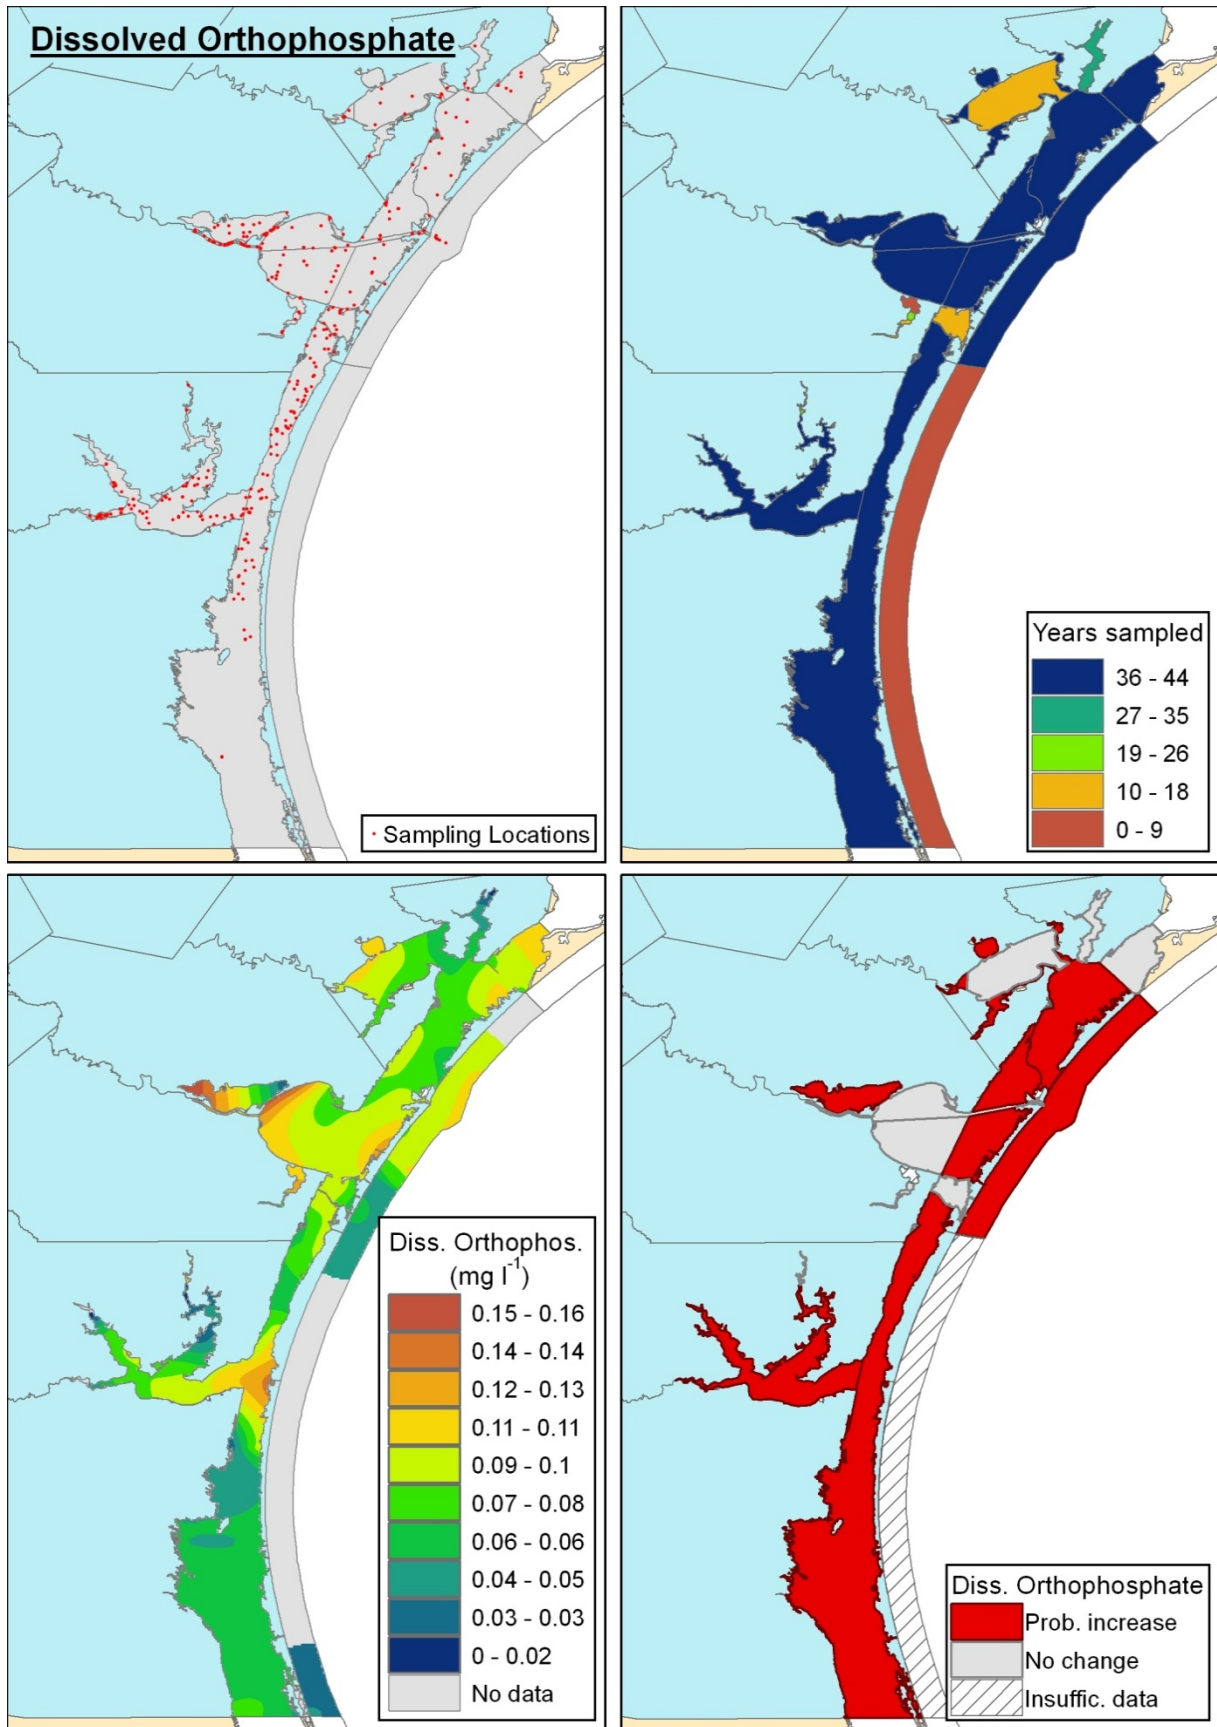 Dissolved Orthophosphate
Sampling Locations
Years sampled
36 - 44
27 - 35
19 - 26
10 - 18
0 - 9
Diss. Orthophos.
(mg l⁻¹)
0.15 - 0.16
0.14 - 0.14
0.12 - 0.13
0.11 - 0.11
0.09 - 0.1
0.07 - 0.08
0.06 - 0.06
0.04 - 0.05
0.03 - 0.03
0 - 0.02
No data
Diss. Orthophosphate
Prob. increase
No change
Insuffic. data